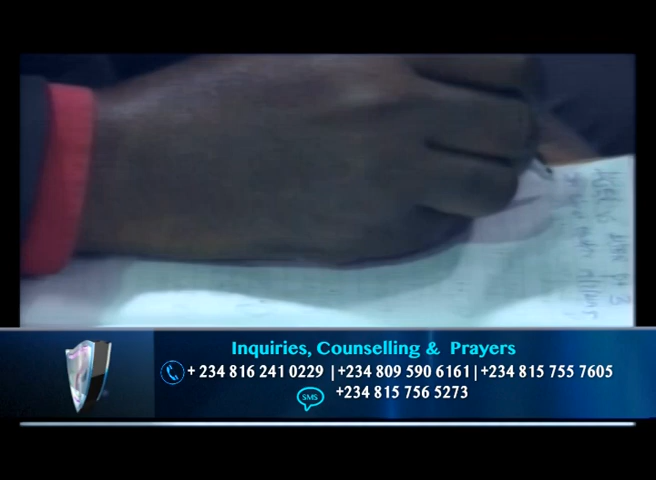 Inquiries, Counselling & Prayers
+ 234 816 241 0229 | +234 809 590 6161 | +234 815 755 7605
SMS
+234 815 756 5273